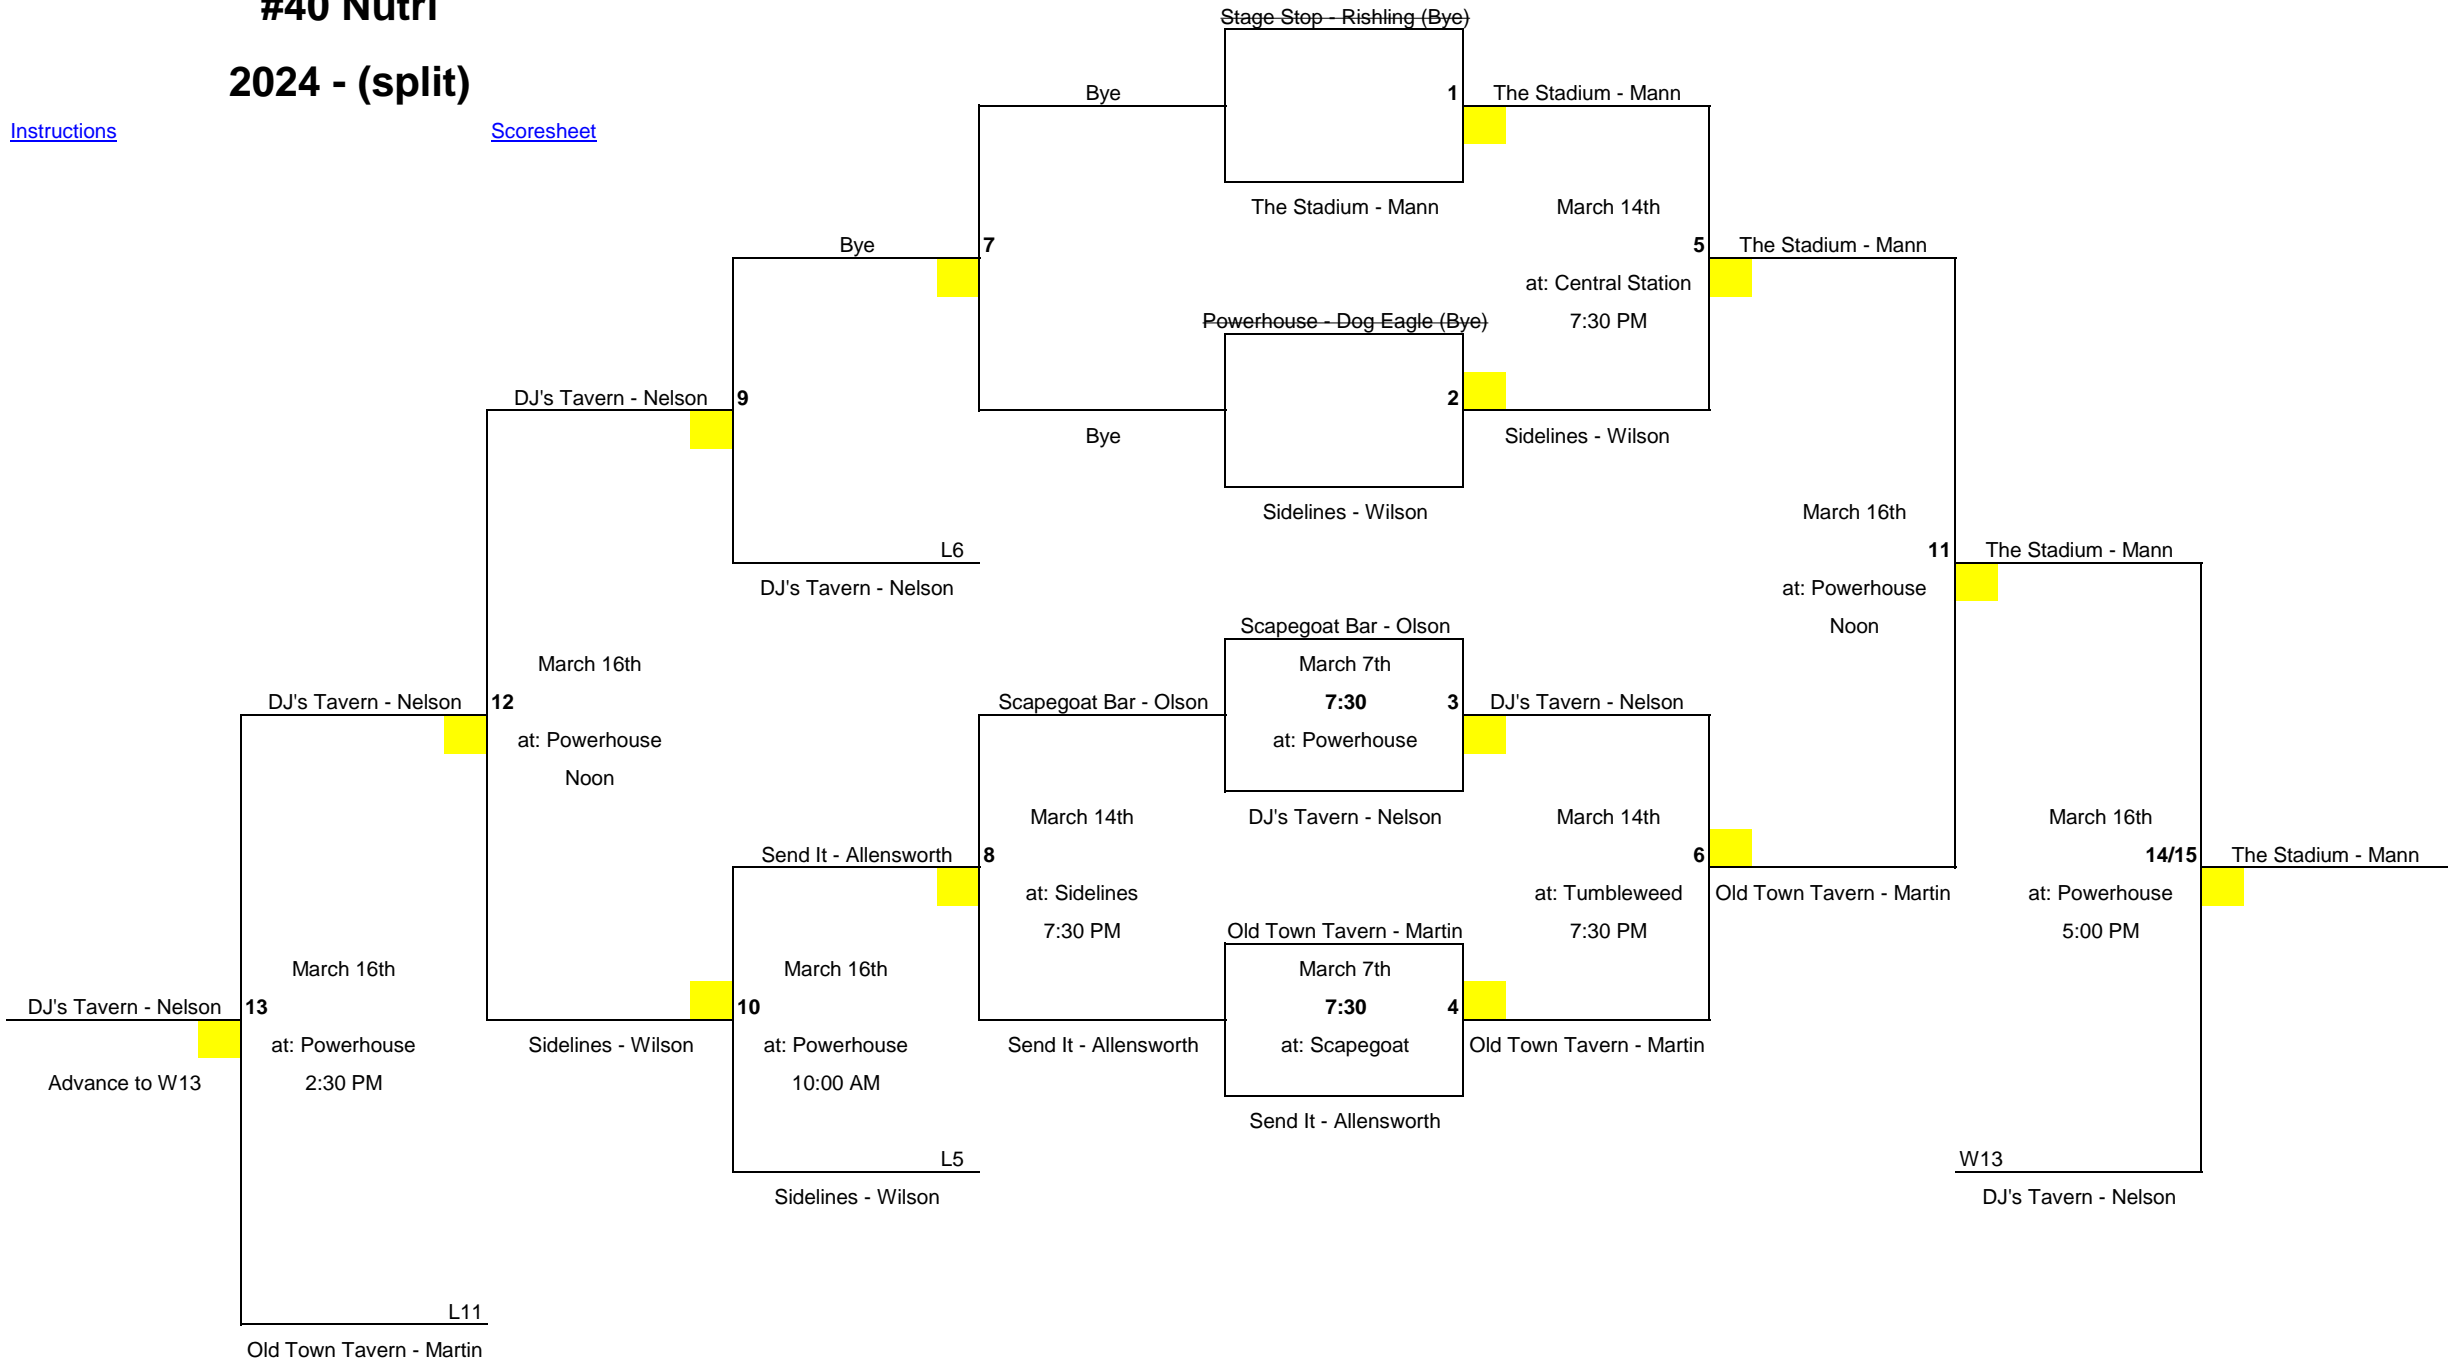 #40 Nutri
2024 - (split)
Instructions
Scoresheet
Stage Stop - Rishling (Bye)
Bye
1
The Stadium - Mann
The Stadium - Mann
March 14th
Bye
7
5
The Stadium - Mann
at: Central Station
Powerhouse - Dog Eagle (Bye)
7:30 PM
DJ's Tavern - Nelson
9
2
Bye
Sidelines - Wilson
Sidelines - Wilson
March 16th
L6
11
The Stadium - Mann
DJ's Tavern - Nelson
at: Powerhouse
Scapegoat Bar - Olson
Noon
March 16th
March 7th
DJ's Tavern - Nelson
12
Scapegoat Bar - Olson
7:30
3
DJ's Tavern - Nelson
at: Powerhouse
at: Powerhouse
Noon
March 14th
DJ's Tavern - Nelson
March 14th
March 16th
Send It - Allensworth
8
6
14/15
The Stadium - Mann
at: Sidelines
at: Tumbleweed
Old Town Tavern - Martin
at: Powerhouse
7:30 PM
Old Town Tavern - Martin
7:30 PM
5:00 PM
March 16th
March 16th
March 7th
DJ's Tavern - Nelson
13
10
7:30
4
at: Powerhouse
Sidelines - Wilson
at: Powerhouse
Send It - Allensworth
at: Scapegoat
Old Town Tavern - Martin
Advance to W13
2:30 PM
10:00 AM
Send It - Allensworth
L5
W13
Sidelines - Wilson
DJ's Tavern - Nelson
L11
Old Town Tavern - Martin